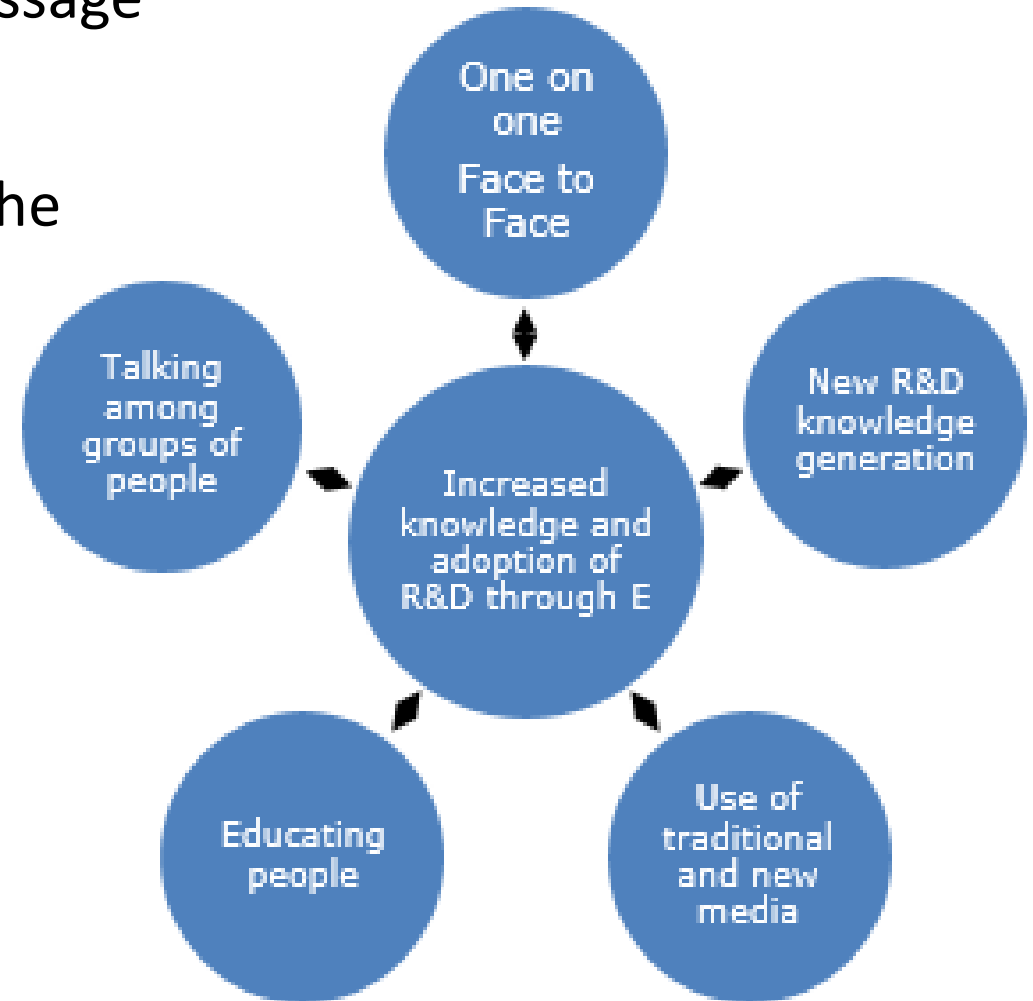 ssage
he
One on
one
Face to
Face
Talking
among
groups of
people
New R&D
knowledge
generation
Increased
knowledge and
adoption of
R&D through E
Educating
people
Use of
traditional
and new
media